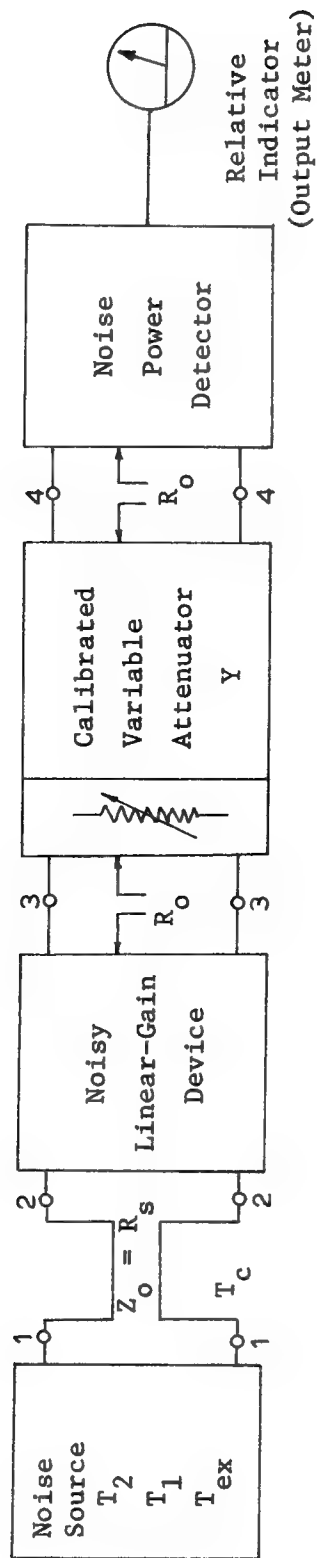 Noise
Source
T2
T1
Tex
1
1
Zo = Rs
Tc
2
2
Noisy
Linear-Gain
Device
3
3
Ro
Calibrated
Variable
Attenuator
Y
4
4
Ro
Noise
Power
Detector
Relative
Indicator
(Output Meter)